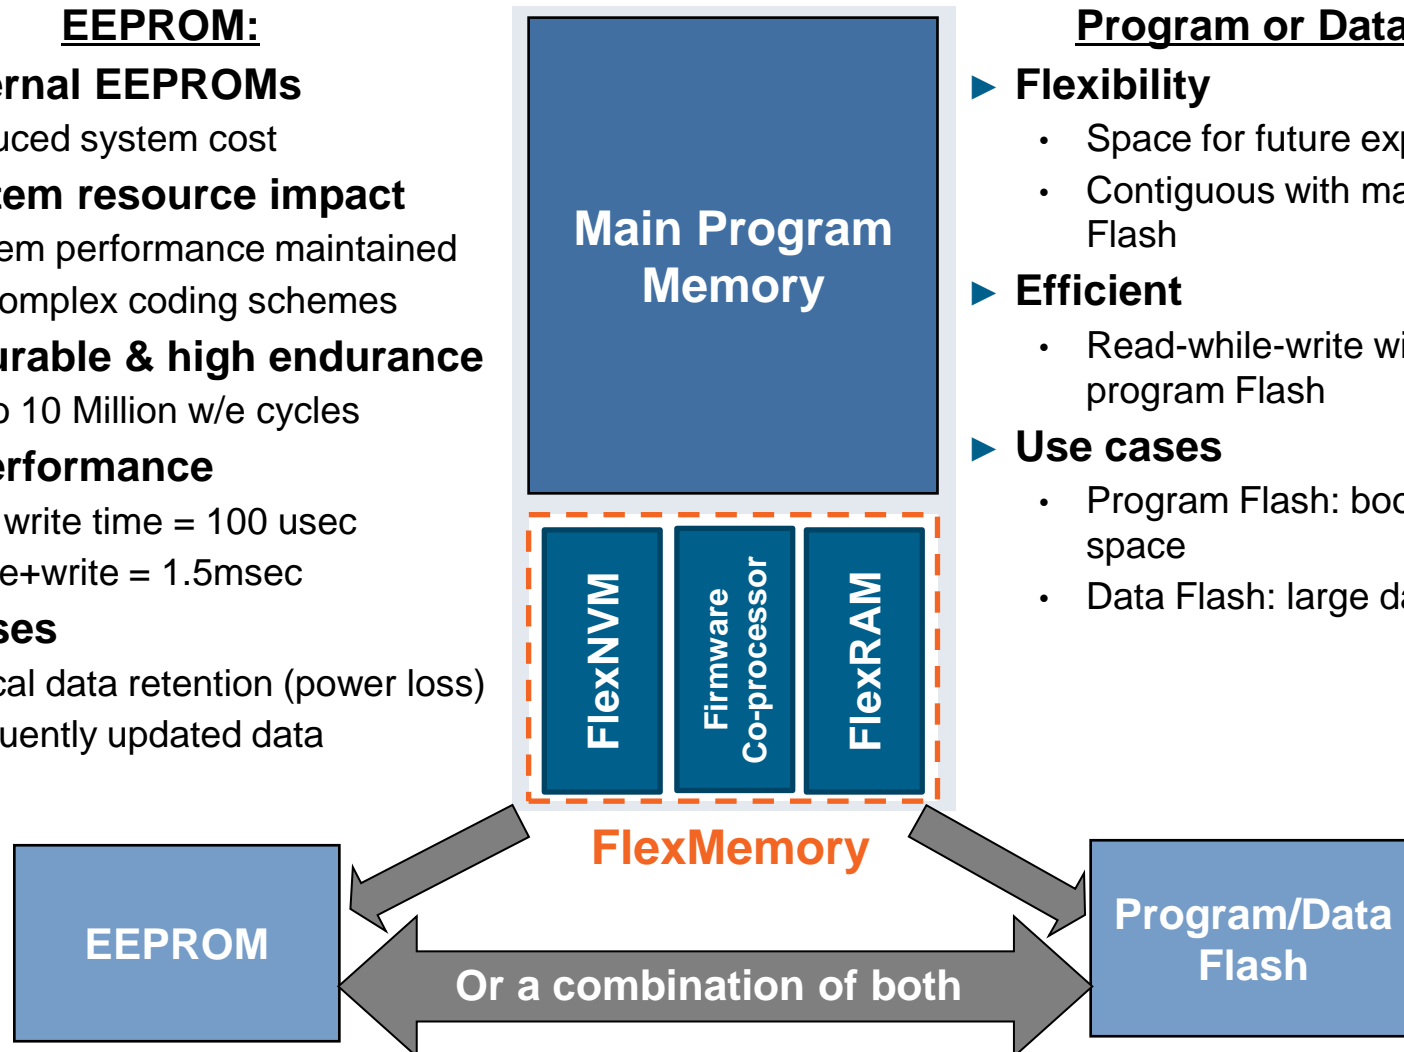 EEPROM:
ernal EEPROMs
uced system cost
tem resource impact
em performance maintained
omplex coding schemes
urable & high endurance
o 10 Million w/e cycles
erformance
write time = 100 usec
e+write = 1.5msec
ses
cal data retention (power loss)
uently updated data
Main Program
Memory
FlexNVM
Firmware
Co-processor
FlexRAM
FlexMemory
Program or Data
► Flexibility
• Space for future exp
• Contiguous with ma
Flash
► Efficient
• Read-while-write wi
program Flash
► Use cases
• Program Flash: boo
space
• Data Flash: large da
EEPROM
Or a combination of both
Program/Data
Flash